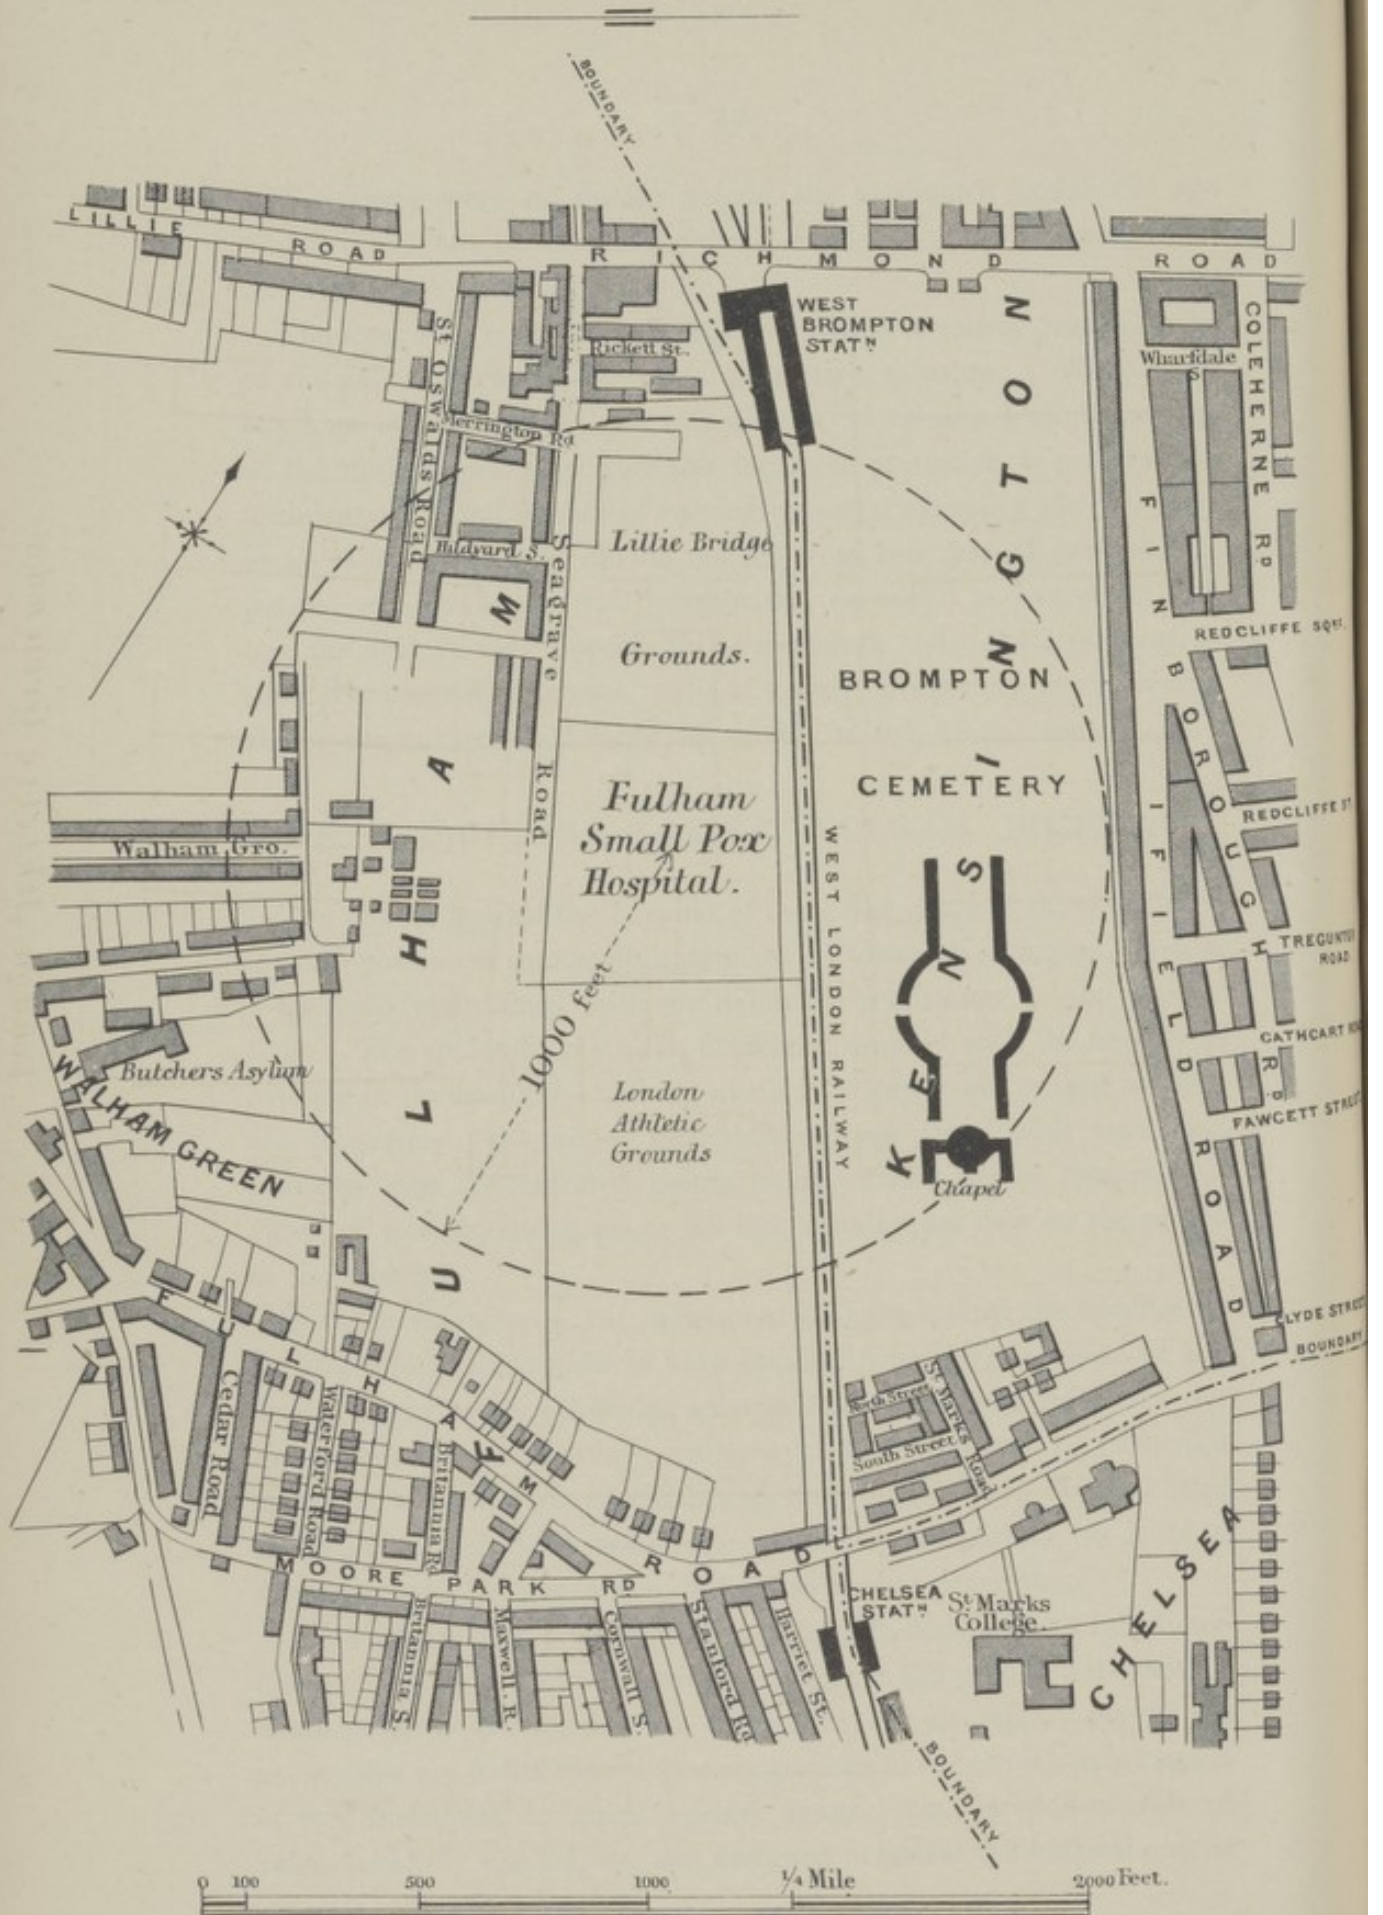 BOUNDARY
LILLIE ROAD
RICHMOND ROAD
WEST
BROMPTON
STATN
Rickett St.
Wharfdale
S
COLEHERNE RD
St Oswalds Road
Merrington Rd
KENSINGTON
Lillie Bridge
Grounds.
Hildyard S.
Seagrave Road
FULHAM
FINBOROUGH RD
REDCLIFFE SQRE.
BROMPTON
CEMETERY
Fulham
Small Pox
Hospital.
IFIELD ROAD
REDCLIFFE ST.
Walham Gro.
WEST LONDON RAILWAY
TREGUNTER
ROAD
1000 feet
CATHCART
Butchers Asylum
WALHAM GREEN
London
Athletic
Grounds
FAWCETT STREET
Chapel
FULHAM ROAD
CLYDE STREET
BOUNDARY
Cedar Road
Waterford Road
Britannia Rd
North Street
St Marks Road
South Street
MOORE PARK RD
CHELSEA
STATN
St Marks
College.
CHELSEA
Britannia S.
Maxwell. R.
Cornwall S.
Stanford Rd
Harriet St.
BOUNDARY
0 100 500 1000 1/4 Mile 2000 Feet.